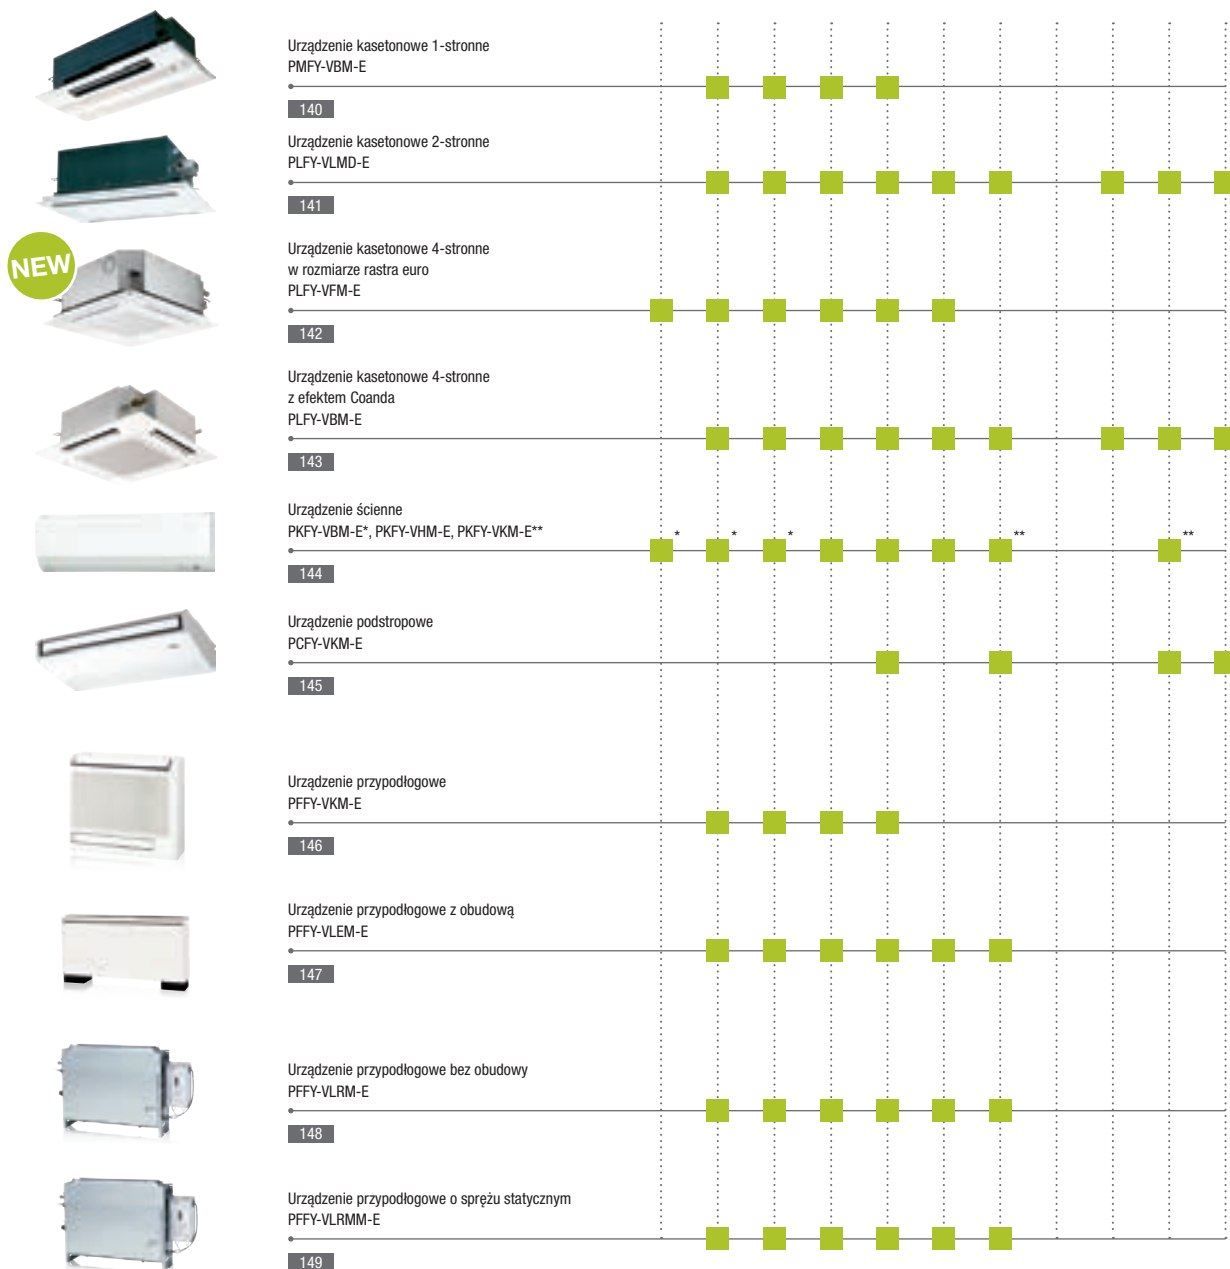 Urządzenie kasetonowe 1-stronne
PMFY-VBM-E
140
Urządzenie kasetonowe 2-stronne
PLFY-VLMD-E
141
NEW
Urządzenie kasetonowe 4-stronne
w rozmiarze rastra euro
PLFY-VFM-E
142
Urządzenie kasetonowe 4-stronne
z efektem Coanda
PLFY-VBM-E
143
Urządzenie ścienne
PKFY-VBM-E*, PKFY-VHM-E, PKFY-VKM-E**
* * * ** **
144
Urządzenie podstropowe
PCFY-VKM-E
145
Urządzenie przypodłogowe
PFFY-VKM-E
146
Urządzenie przypodłogowe z obudową
PFFY-VLEM-E
147
Urządzenie przypodłogowe bez obudowy
PFFY-VLRM-E
148
Urządzenie przypodłogowe o sprężu statycznym
PFFY-VLRMM-E
149